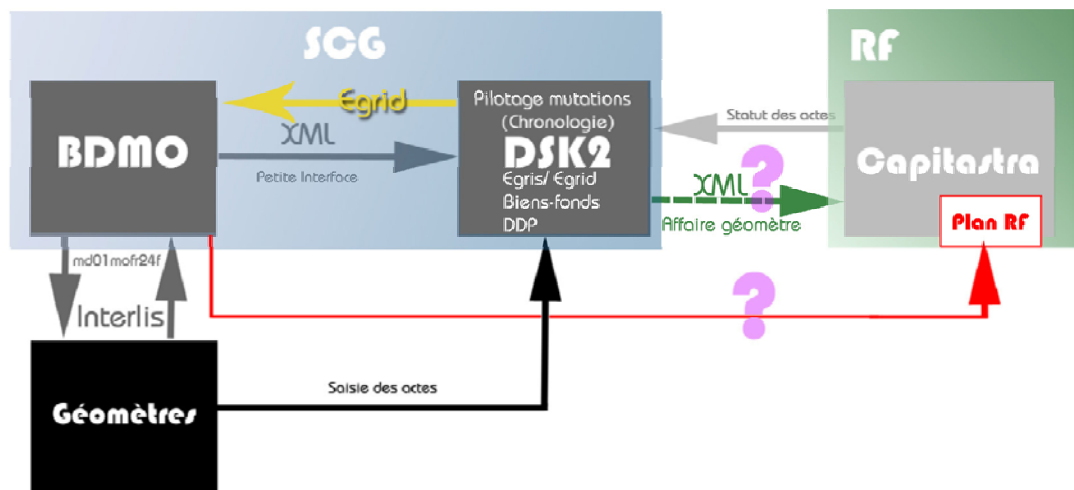 SCG
RF
Egrid
Pilotage mutations
(Chronologie)
BDMO
XML
Petite Interface
DSK2
Egris/ Egrid
Biens-fonds
DDP
Statut des actes
?
XML
Affaire géomètre
Capitastra
Plan RF
md01mofr24f
Interlis
?
Saisie des actes
Géomètres